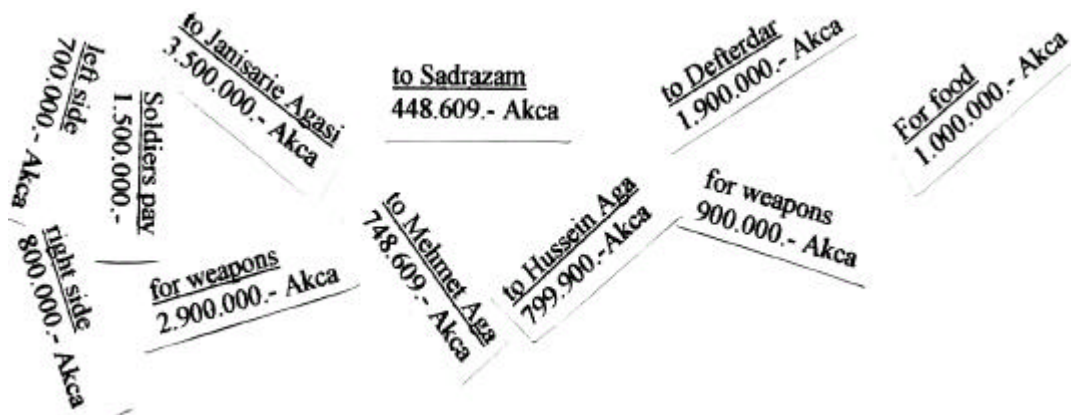 left side
700.000.- Akca
Soldiers pay
1.500.000.-
to Janisarie Agasi
3.500.000.- Akca
to Sadrazam
448.609.- Akca
to Defterdar
1.900.000.- Akca
For food
1.000.000.- Akca
right side
800.000.- Akca
for weapons
2.900.000.- Akca
to Mehmet Aga
748.609.- Akca
to Hussein Aga
799.900.-Akca
for weapons
900.000.- Akca